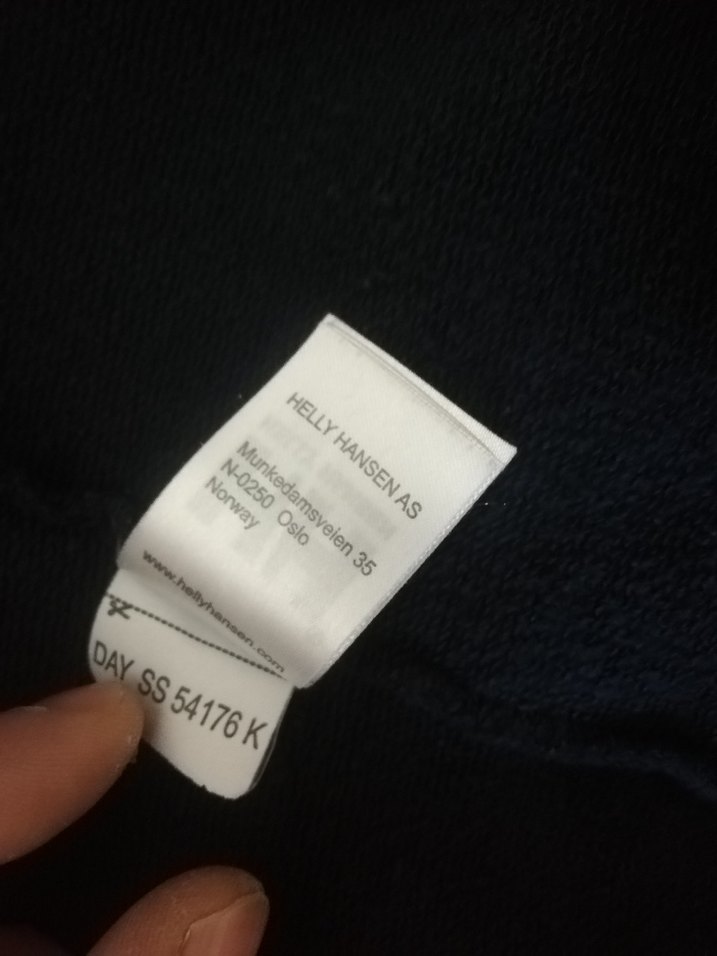 HELLY HANSEN AS
Munkedamsveien 35
N-0250 Oslo
Norway
www.hellyhansen.com
DAY SS 54176 K